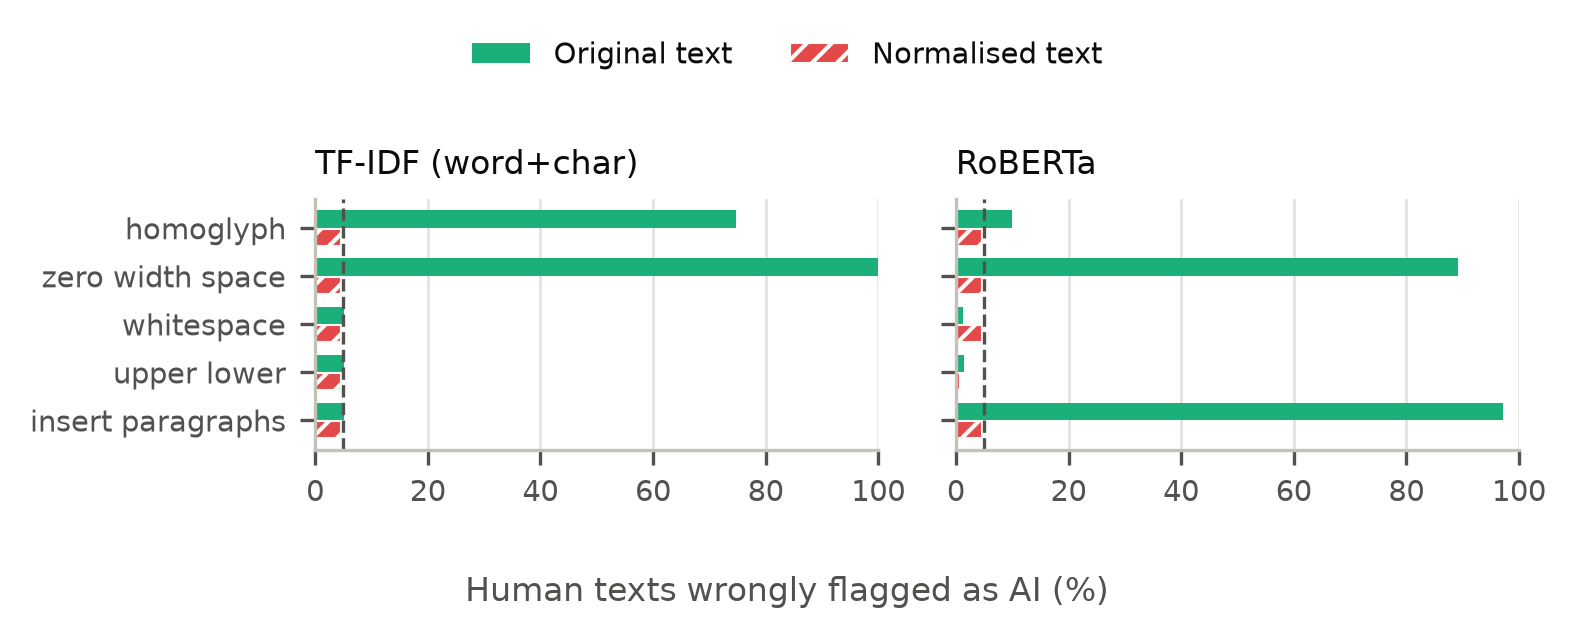 Original text Normalised text
TF-IDF (word+char) RoBERTa
homoglyph
zero width space
whitespace
upper lower
insert paragraphs
0 20 40 60 80 100 0 20 40 60 80 100
Human texts wrongly flagged as AI (%)